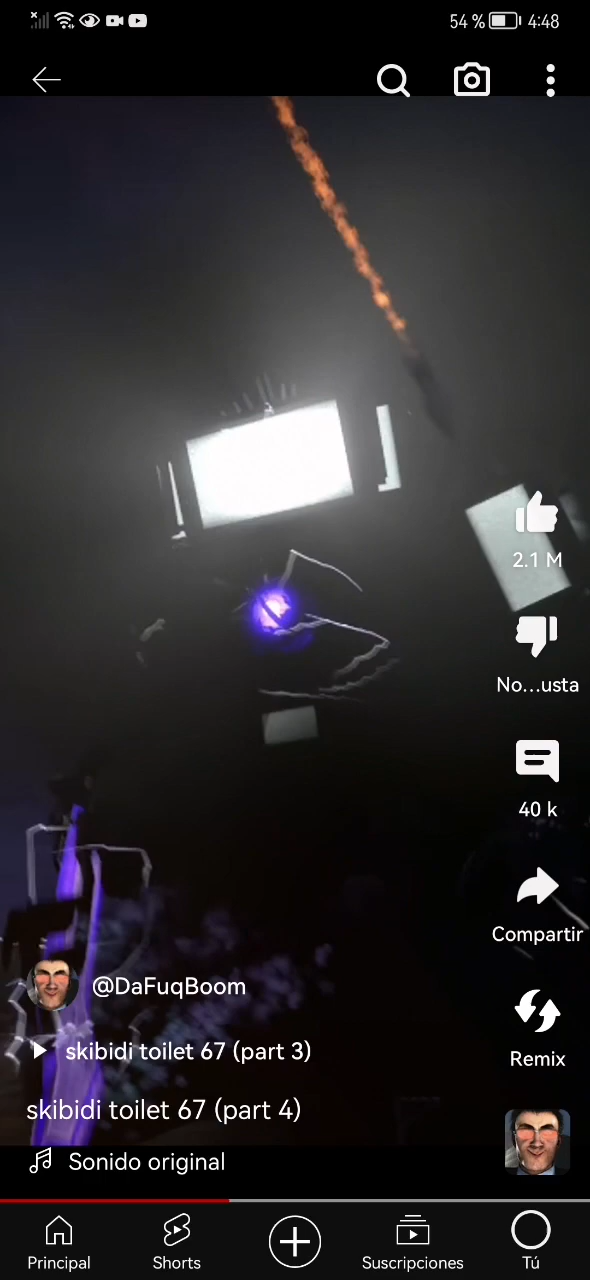 54 % 4:48
2.1 M
No...usta
40 k
Compartir
@DaFuqBoom
skibidi toilet 67 (part 3)
Remix
skibidi toilet 67 (part 4)
Sonido original
Principal
Shorts
Suscripciones
Tú